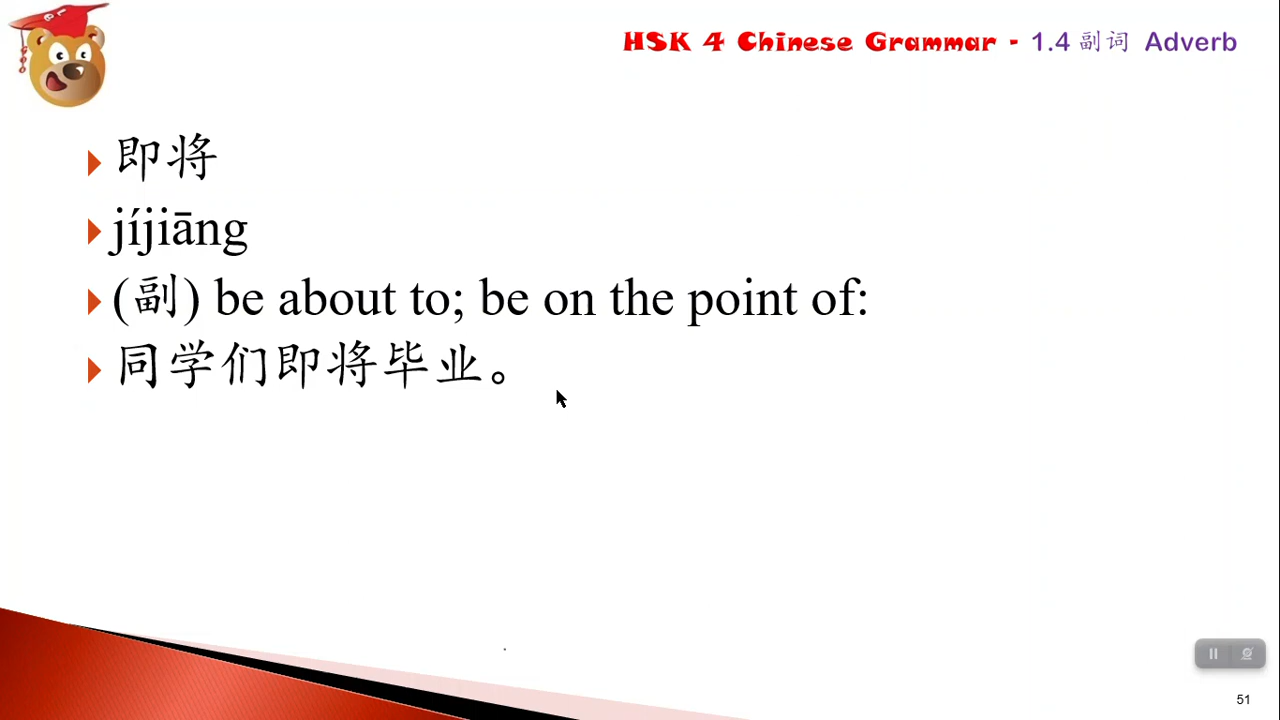 HSK 4 Chinese Grammar - 1.4 副词 Adverb
即将
jíjiāng
(副) be about to; be on the point of:
同学们即将毕业。
51